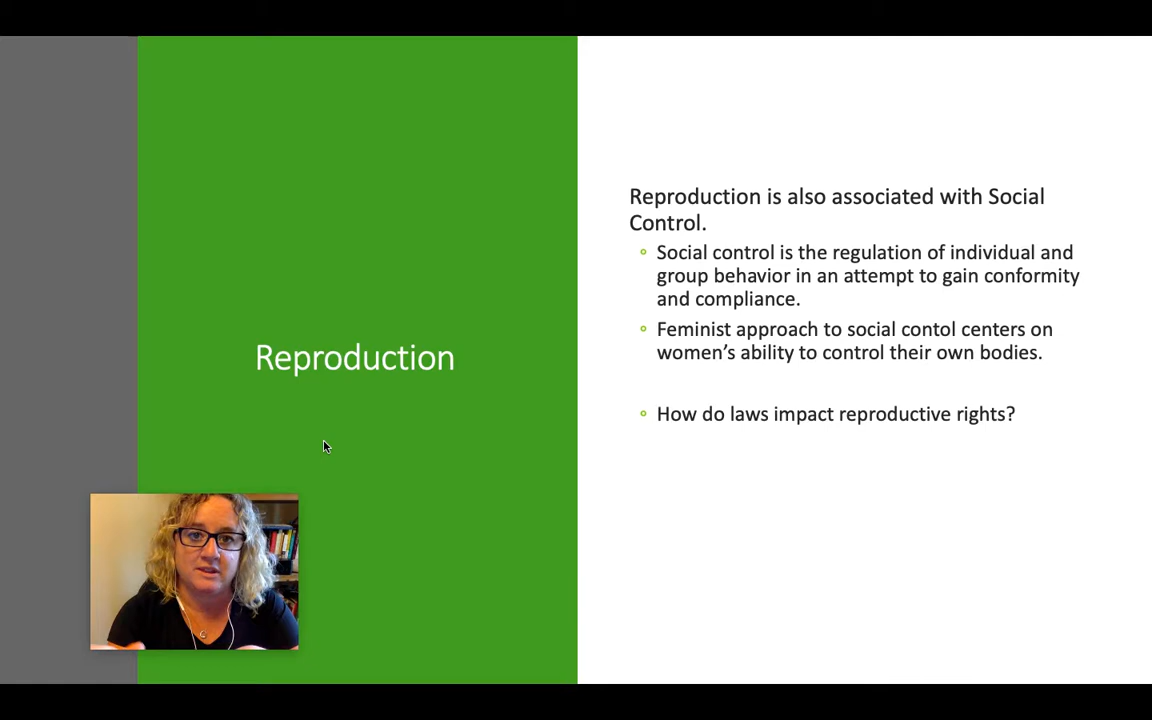 Reproduction
Reproduction is also associated with Social
Control.
Social control is the regulation of individual and
group behavior in an attempt to gain conformity
and compliance.
Feminist approach to social contol centers on
women’s ability to control their own bodies.
How do laws impact reproductive rights?